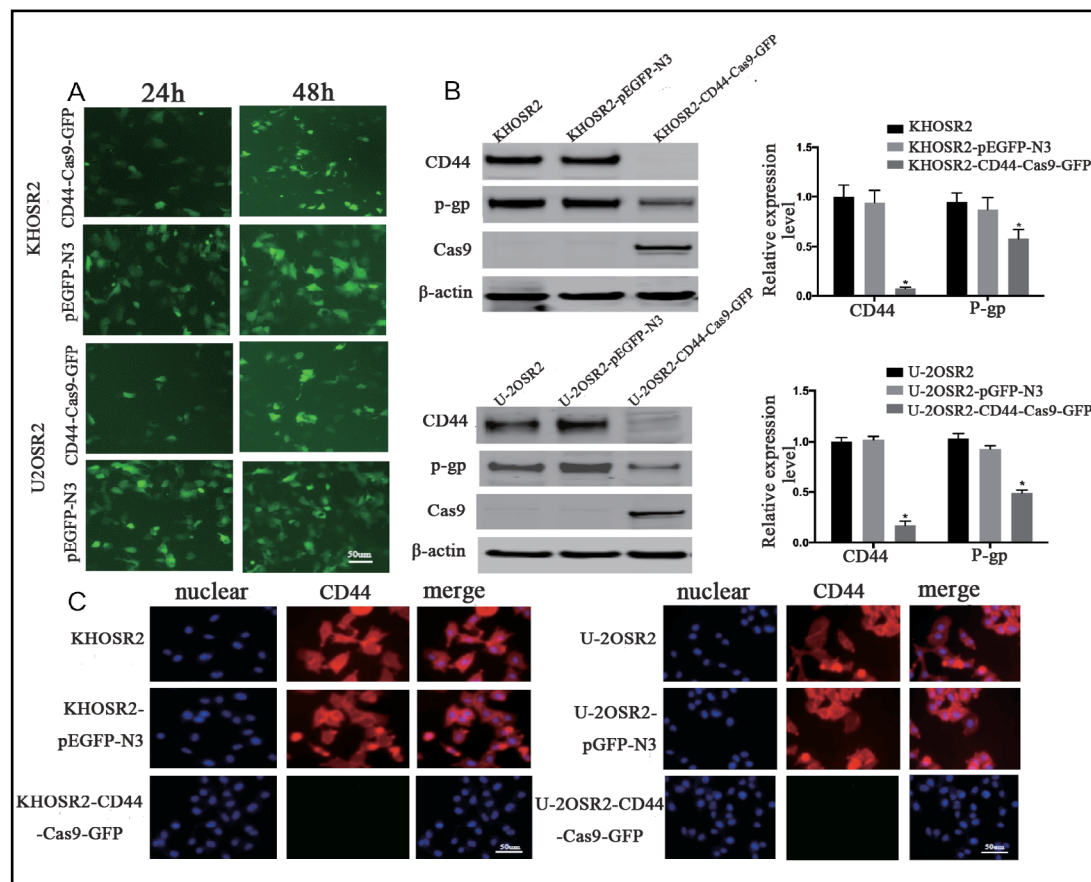 A
24h
48h
KHOSR2
CD44-Cas9-GFP
pEGFP-N3
U2OSR2
CD44-Cas9-GFP
pEGFP-N3
50um
B
KHOSR2
KHOSR2-pEGFP-N3
KHOSR2-CD44-Cas9-GFP
CD44
p-gp
Cas9
β-actin
KHOSR2
KHOSR2-pEGFP-N3
KHOSR2-CD44-Cas9-GFP
Relative expression
level
1.5
1.0
0.5
0.0
*
*
CD44
P-gp
U-2OSR2
U-2OSR2-pEGFP-N3
U-2OSR2-CD44-Cas9-GFP
CD44
p-gp
Cas9
β-actin
U-2OSR2
U-2OSR2-pGFP-N3
U-2OSR2-CD44-Cas9-GFP
Relative expression
level
1.5
1.0
0.5
0.0
*
*
CD44
P-gp
C
nuclear
CD44
merge
KHOSR2
KHOSR2-
pEGFP-N3
KHOSR2-CD44
-Cas9-GFP
50um
nuclear
CD44
merge
U-2OSR2
U-2OSR2-
pGFP-N3
U-2OSR2-CD44
-Cas9-GFP
50um